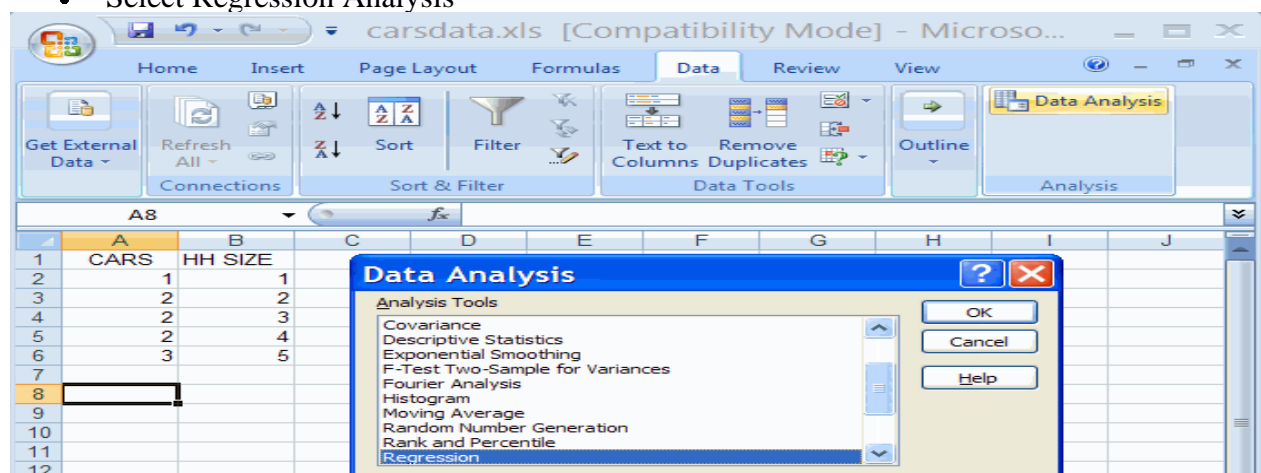 • Select Regression Analysis
carsdata.xls [Compatibility Mode] - Microso...
Home Insert Page Layout Formulas Data Review View
Get External Data
Refresh All
Connections
A Z
Z A
A Z
Z A
Sort
Filter
Sort & Filter
Text to Columns
Remove Duplicates
Data Tools
Outline
Data Analysis
Analysis
A8 fx
A B C D E F G H I J
1 CARS HH SIZE
2 1 1
3 2 2
4 2 3
5 2 4
6 3 5
7
8
9
10
11
12
Data Analysis ?
Analysis Tools
Covariance
Descriptive Statistics
Exponential Smoothing
F-Test Two-Sample for Variances
Fourier Analysis
Histogram
Moving Average
Random Number Generation
Rank and Percentile
Regression
OK
Cancel
Help